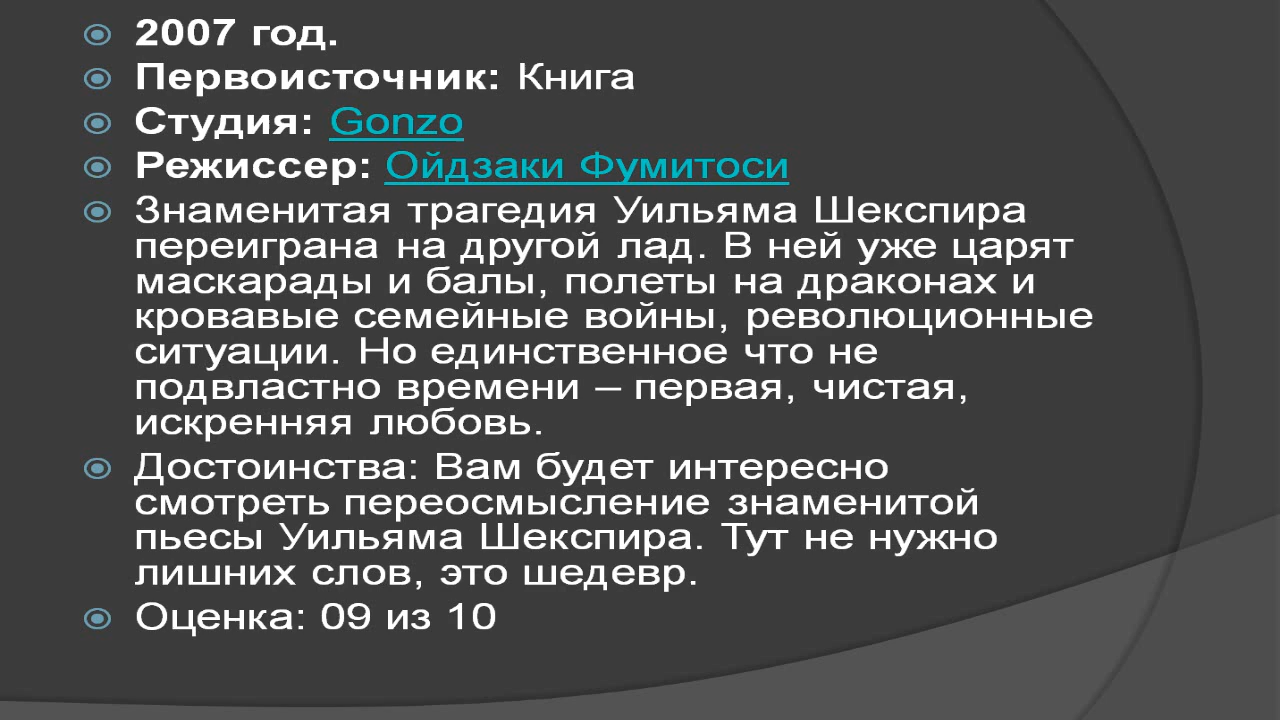 2007 год.
Первоисточник: Книга
Студия: Gonzo
Режиссер: Ойдзаки Фумитоси
Знаменитая трагедия Уильяма Шекспира
переиграна на другой лад. В ней уже царят
маскарады и балы, полеты на драконах и
кровавые семейные войны, революционные
ситуации. Но единственное что не
подвластно времени – первая, чистая,
искренняя любовь.
Достоинства: Вам будет интересно
смотреть переосмысление знаменитой
пьесы Уильяма Шекспира. Тут не нужно
лишних слов, это шедевр.
Оценка: 09 из 10